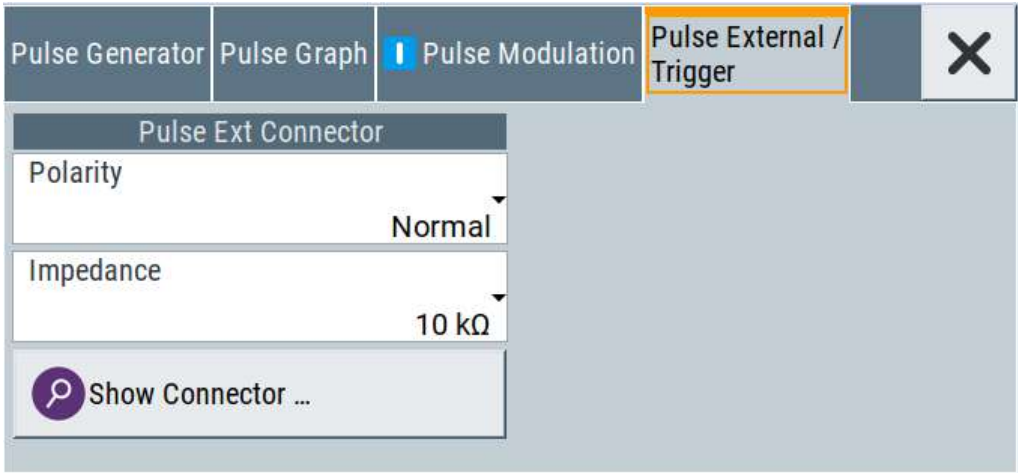 Pulse Generator
Pulse Graph
Pulse Modulation
Pulse External /
Trigger
Pulse Ext Connector
Polarity
Normal
Impedance
10 kΩ
Show Connector ...